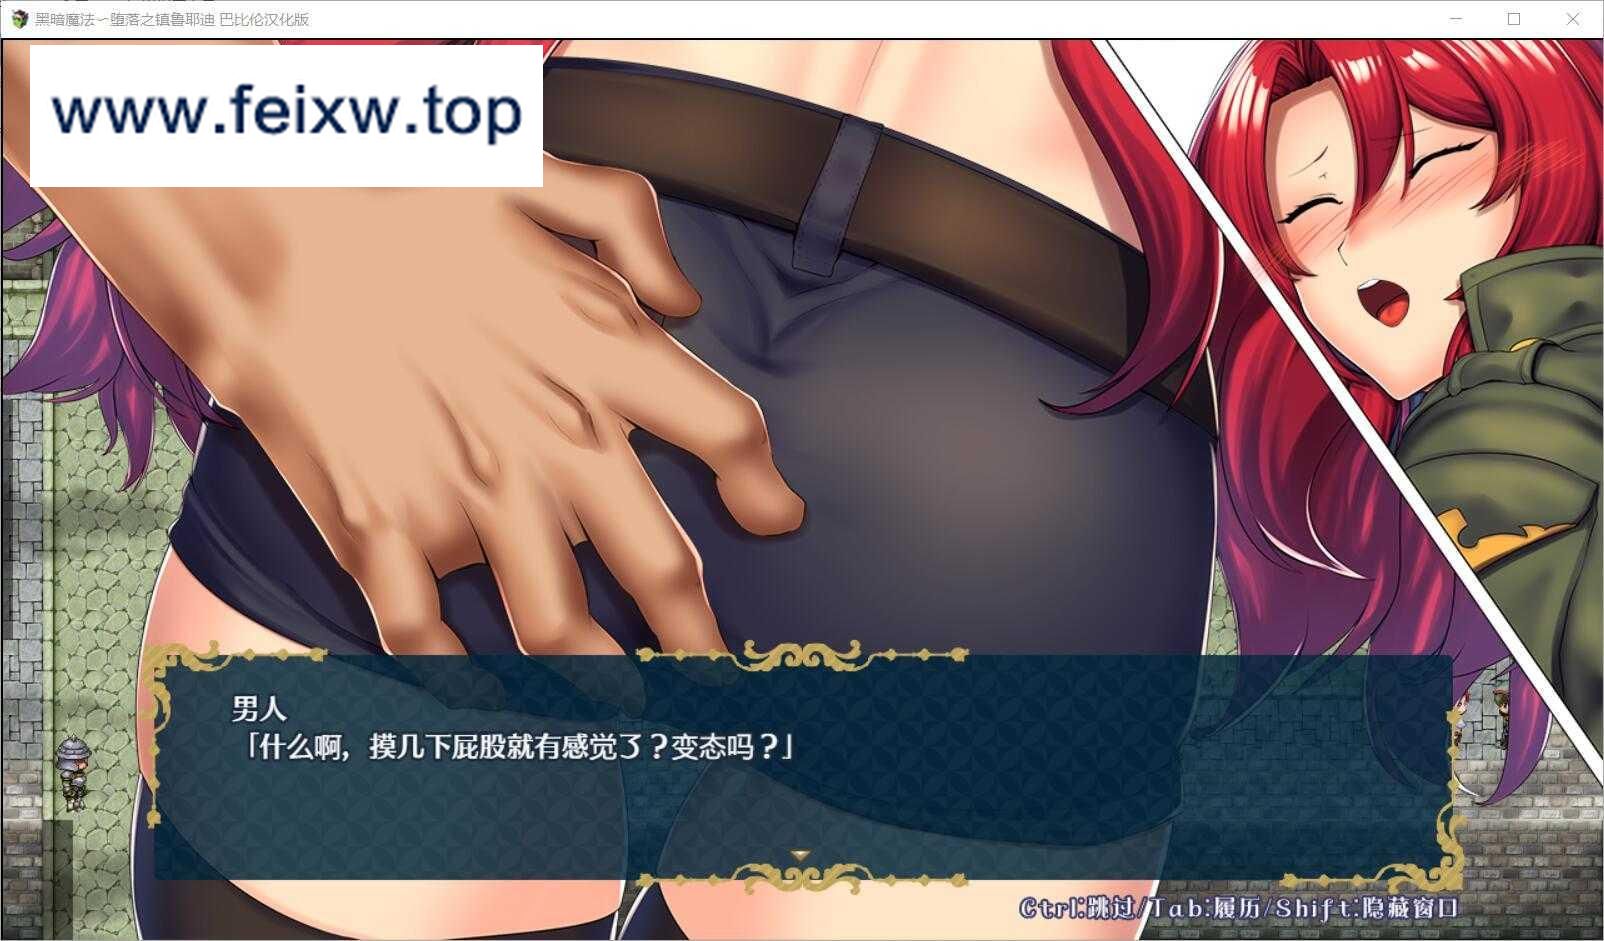 黑暗魔法～堕落之镇鲁耶迪 巴比伦汉化版
www.feixw.top
男人
「什么啊，摸几下屁股就有感觉了？变态吗？」
Ctrl:跳过/Tab:履历/Shift:隐藏窗口